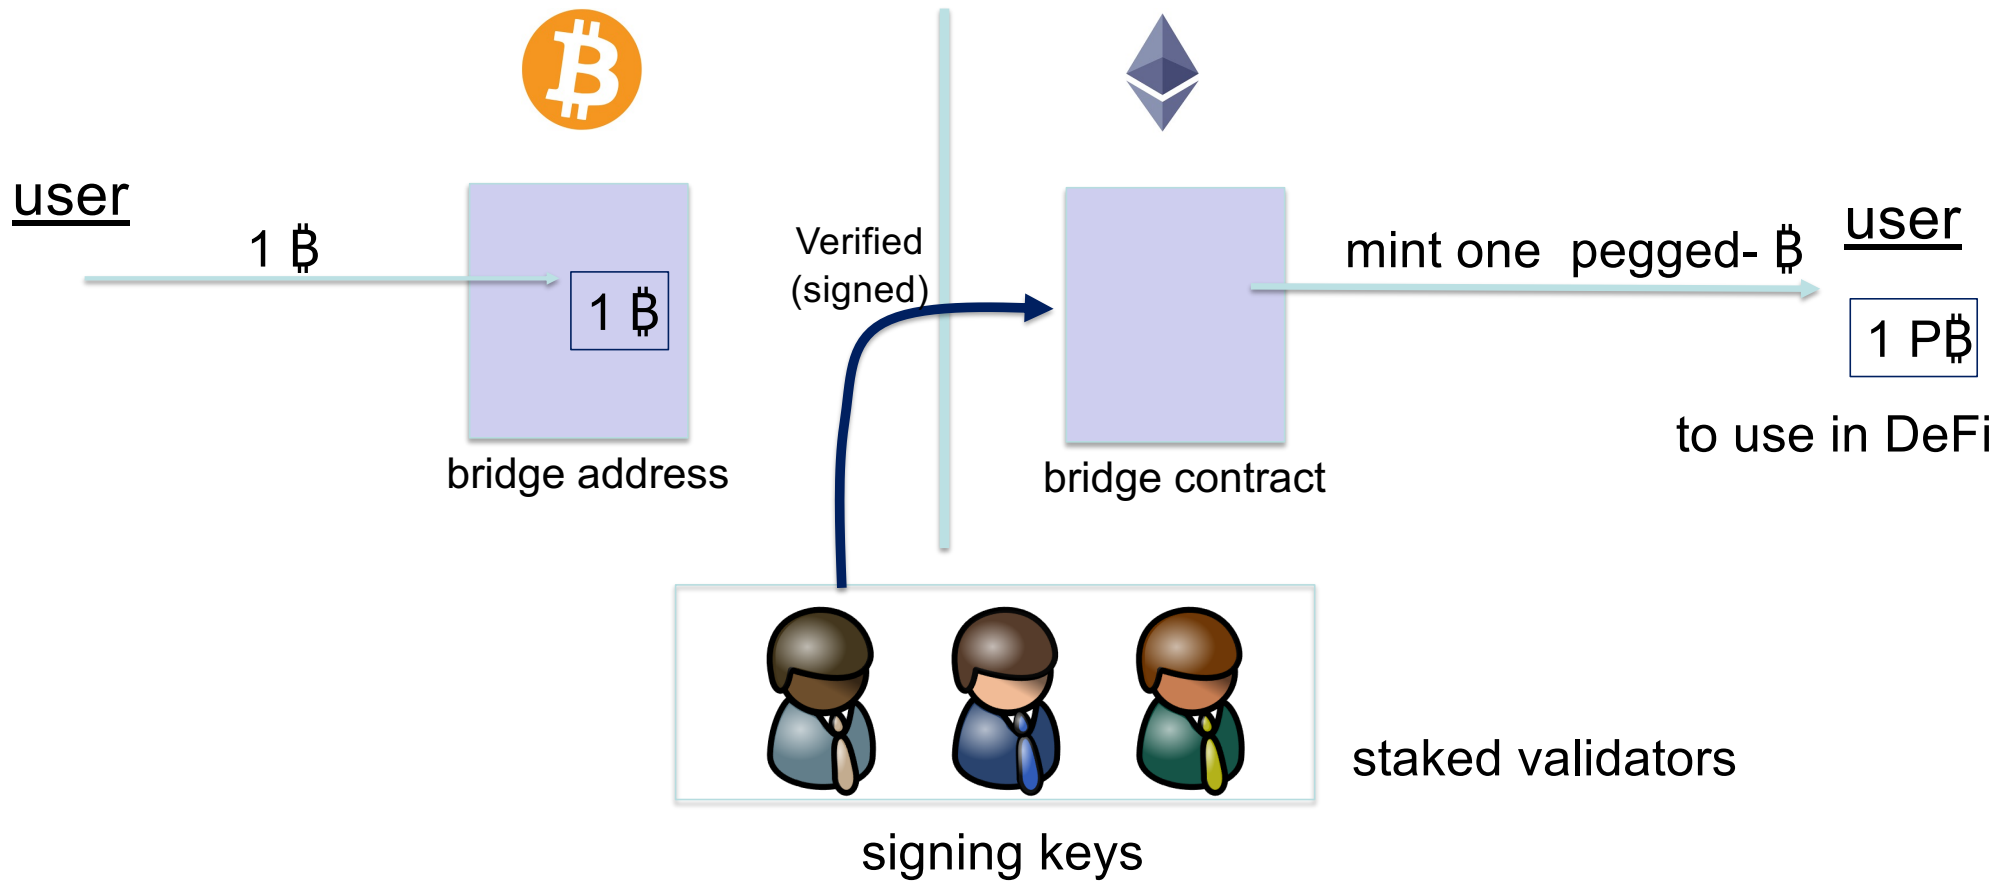 user
1 ₿
1 ₿
bridge address
Verified
(signed)
bridge contract
mint one pegged- ₿
user
1 P₿
to use in DeFi
staked validators
signing keys